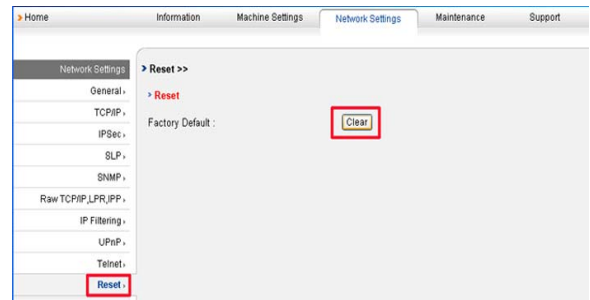 Home Information Machine Settings Network Settings Maintenance Support
Network Settings
General
TCP/IP
IPSec
SLP
SNMP
Raw TCP/IP,LPR,IPP
IP Filtering
UPnP
Telnet
Reset
Reset >>
Reset
Factory Default : Clear